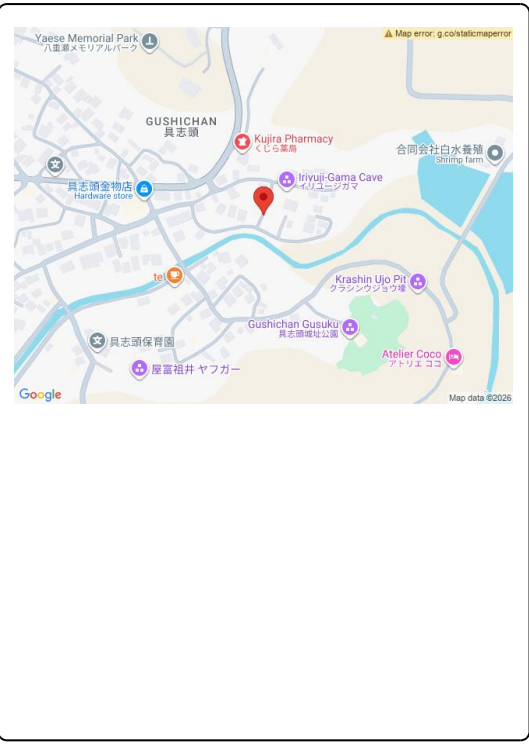 Yaese Memorial Park
八重瀬メモリアルパーク
Map error: g.co/staticmaperror
GUSHICHAN
具志頭
Kujira Pharmacy
くじら薬局
合同会社白水養殖
Shrimp farm
Iriyuji-Gama Cave
イリユージガマ
具志頭金物店
Hardware store
te
Krashin Ujo Pit
クラシンウジョウ壕
Gushichan Gusuku
具志頭城址公園
具志頭保育園
Atelier Coco
アトリエ ココ
屋富祖井 ヤフガー
Google
Map data ©2026